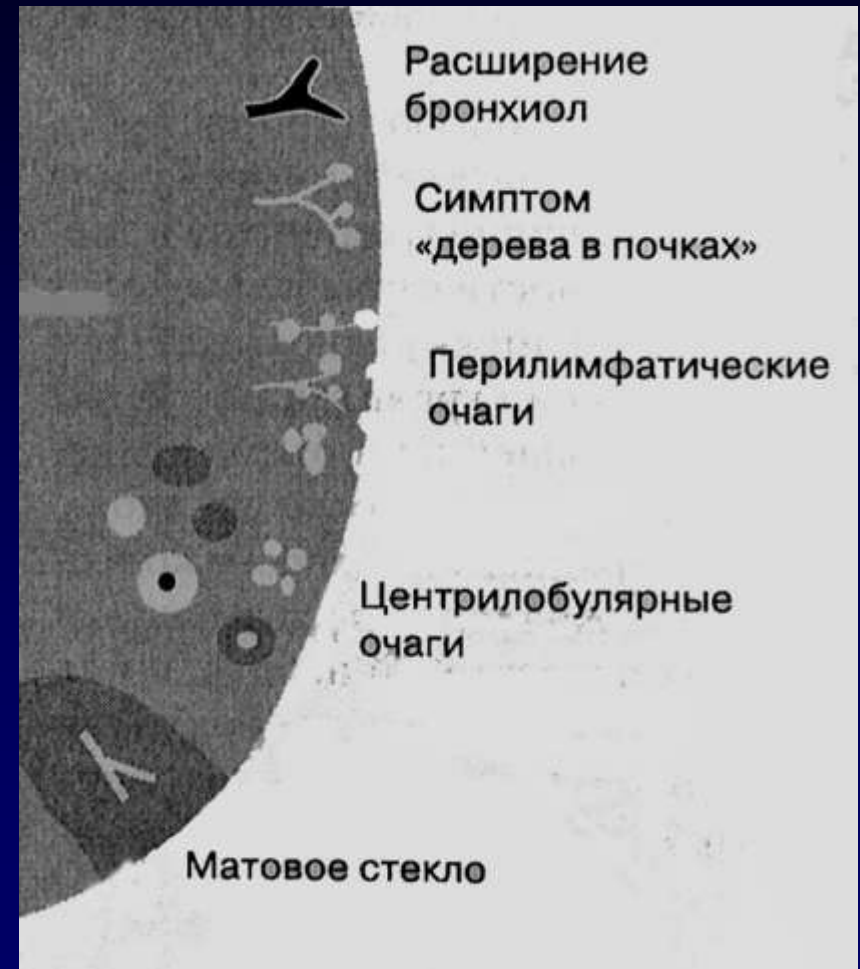 Расширение
бронхиол
Симптом
«дерева в почках»
Перилимфатические
очаги
Центрилобулярные
очаги
Матовое стекло